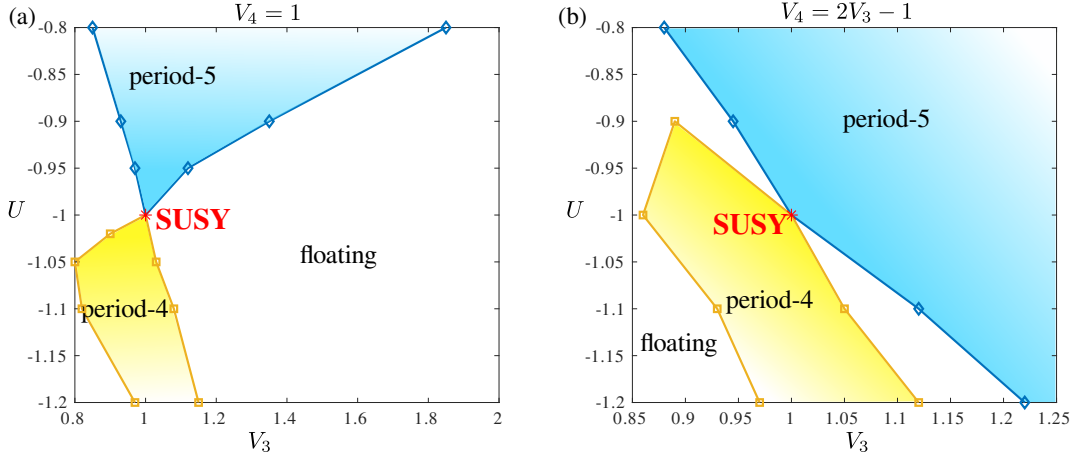 (a)
V₄ = 1
-0.8
-0.85
-0.9
-0.95
-1
-1.05
-1.1
-1.15
-1.2
U
period-5
SUSY
floating
period-4
0.8
1
1.2
1.4
1.6
1.8
2
V₃
(b)
V₄ = 2V₃ − 1
-0.8
-0.85
-0.9
-0.95
-1
-1.05
-1.1
-1.15
-1.2
U
period-5
SUSY
period-4
floating
0.85
0.9
0.95
1
1.05
1.1
1.15
1.2
1.25
V₃